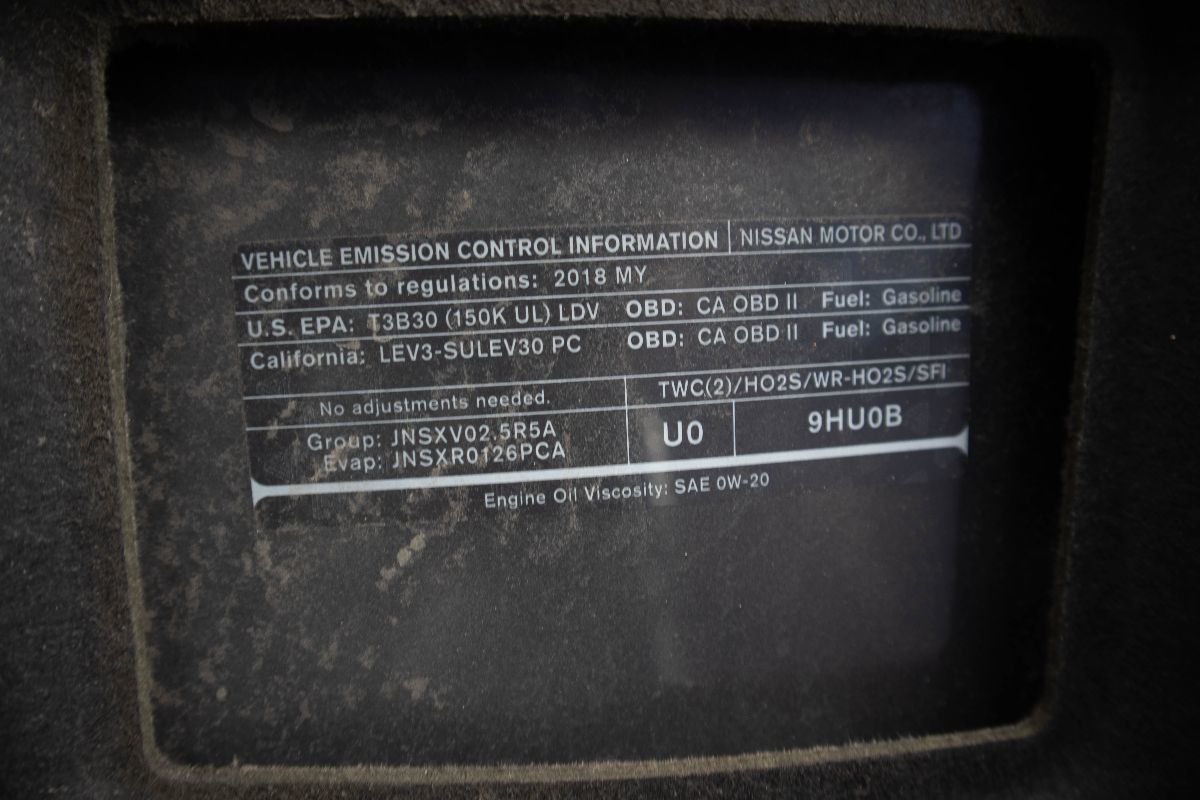 VEHICLE EMISSION CONTROL INFORMATION NISSAN MOTOR CO., LTD
Conforms to regulations: 2018 MY
U.S. EPA: T3B30 (150K UL) LDV OBD: CA OBD II Fuel: Gasoline
California: LEV3-SULEV30 PC OBD: CA OBD II Fuel: Gasoline
No adjustments needed. TWC(2)/HO2S/WR-HO2S/SFI
Group: JNSXV02.5R5A
Evap: JNSXR0126PCA
U0 9HU0B
Engine Oil Viscosity: SAE 0W-20